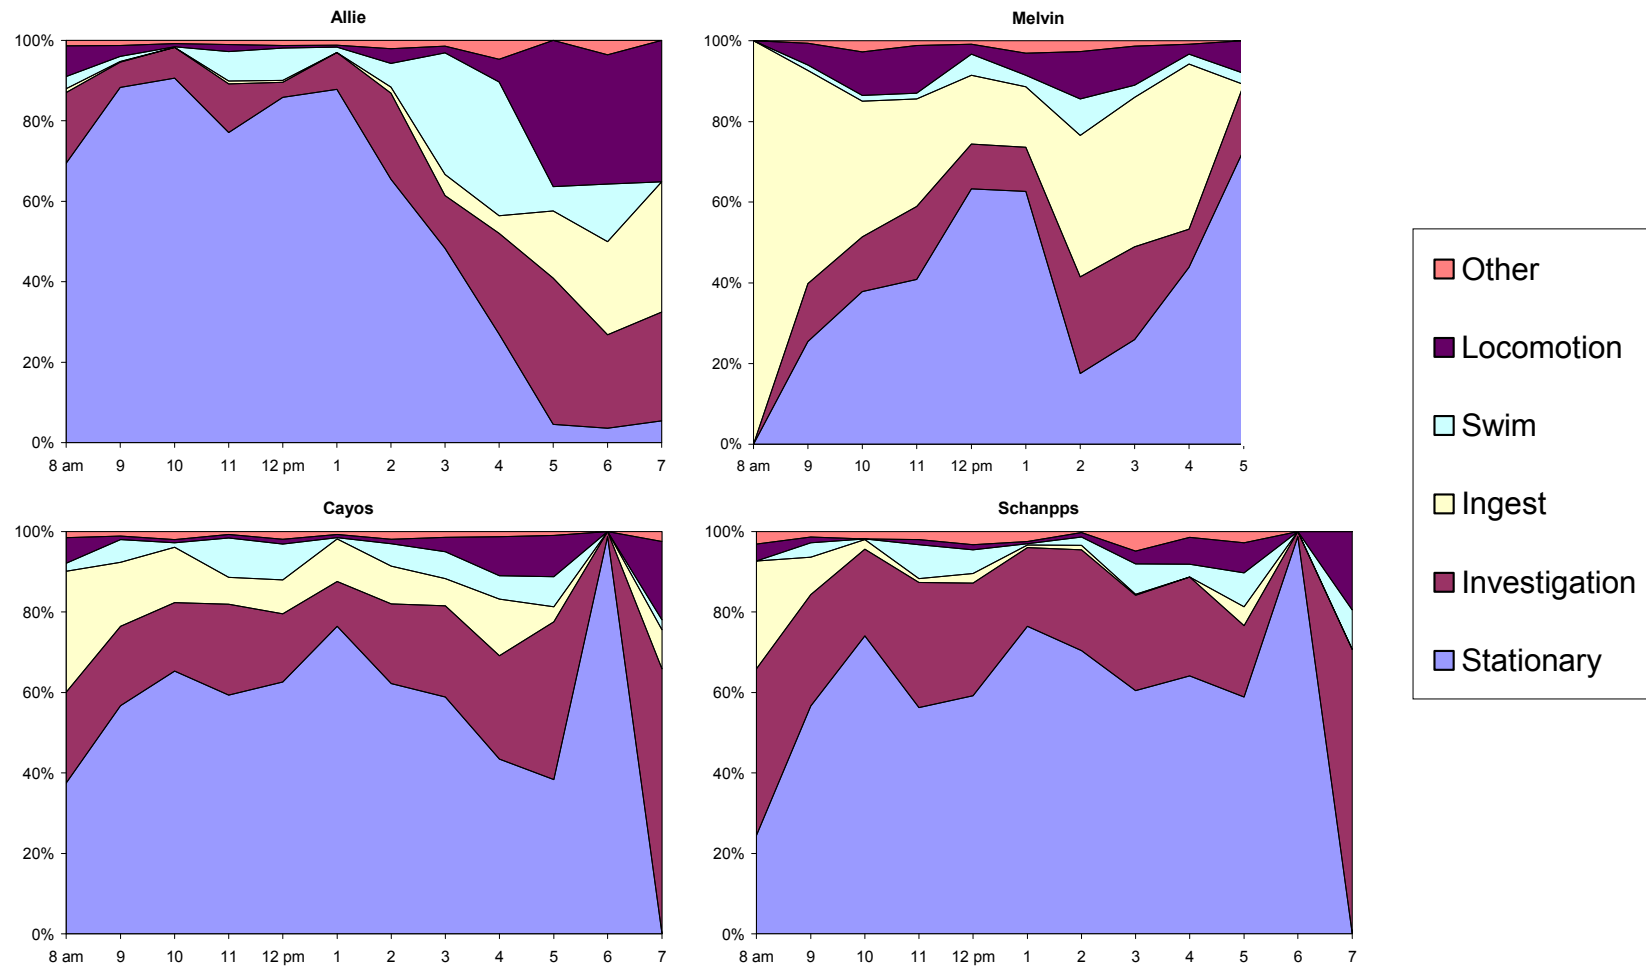 Allie
100%
80%
60%
40%
20%
0%
8 am 9 10 11 12 pm 1 2 3 4 5 6 7
Melvin
100%
80%
60%
40%
20%
0%
8 am 9 10 11 12 pm 1 2 3 4 5
Cayos
100%
80%
60%
40%
20%
0%
8 am 9 10 11 12 pm 1 2 3 4 5 6 7
Schanpps
100%
80%
60%
40%
20%
0%
8 am 9 10 11 12 pm 1 2 3 4 5 6 7
Other
Locomotion
Swim
Ingest
Investigation
Stationary